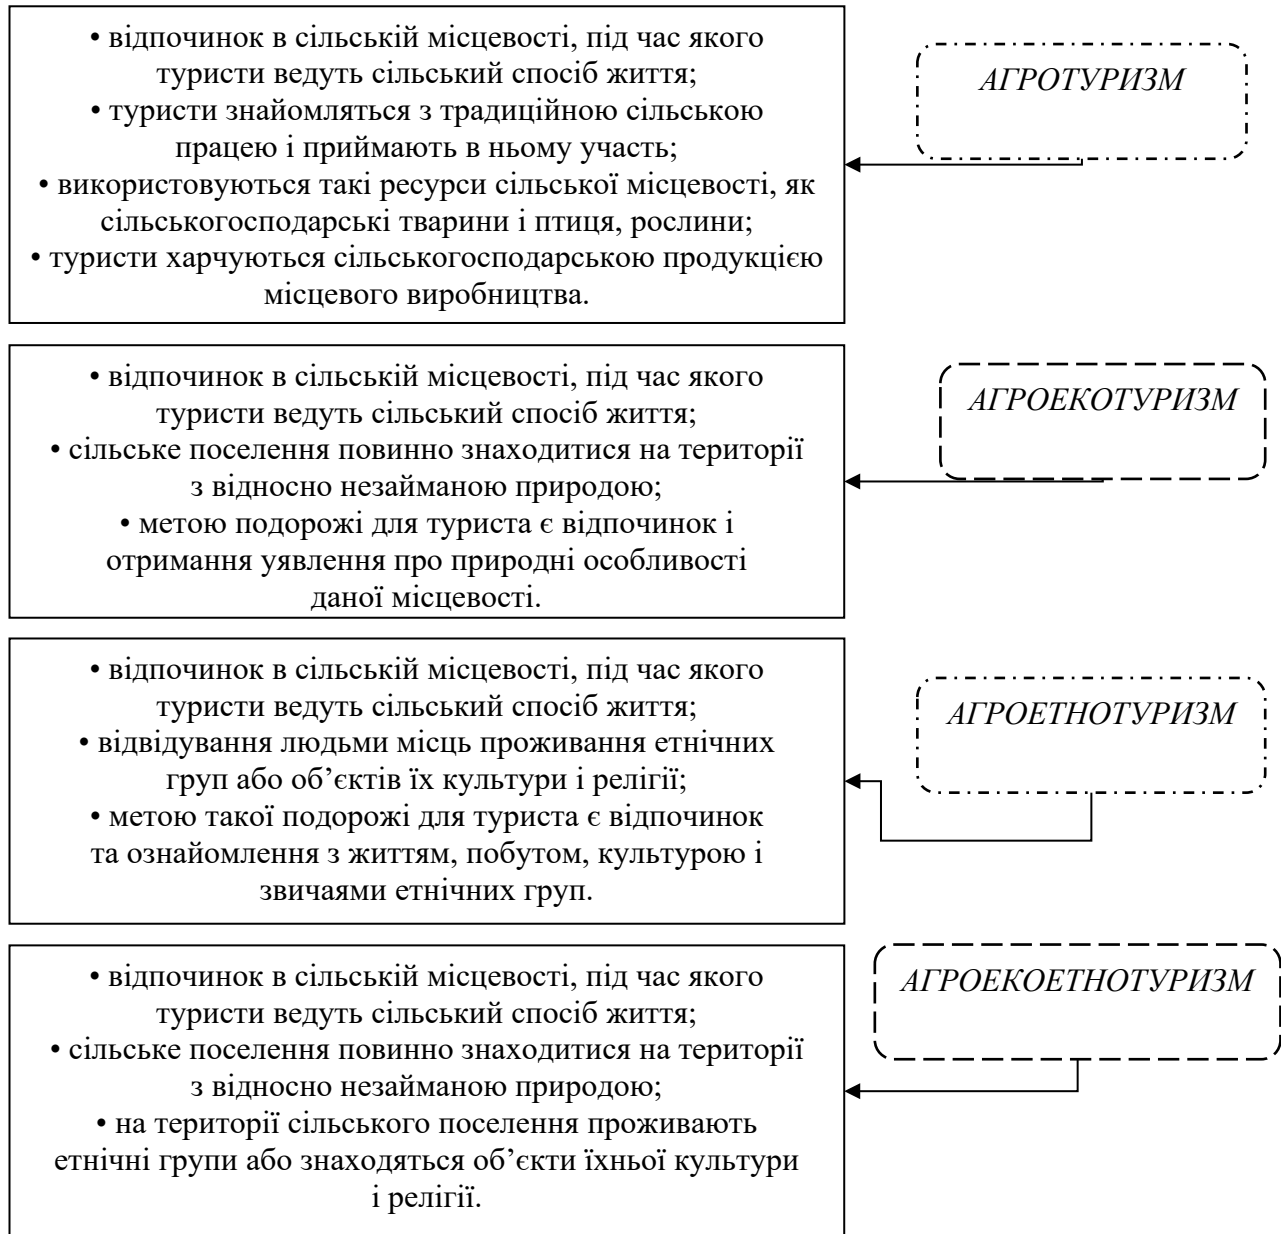 • відпочинок в сільській місцевості, під час якого
туристи ведуть сільський спосіб життя;
• туристи знайомляться з традиційною сільською
працею і приймають в ньому участь;
• використовуються такі ресурси сільської місцевості, як
сільськогосподарські тварини і птиця, рослини;
• туристи харчуються сільськогосподарською продукцією
місцевого виробництва.
АГРОТУРИЗМ
• відпочинок в сільській місцевості, під час якого
туристи ведуть сільський спосіб життя;
• сільське поселення повинно знаходитися на території
з відносно незайманою природою;
• метою подорожі для туриста є відпочинок і
отримання уявлення про природні особливості
даної місцевості.
АГРОЕКОТУРИЗМ
• відпочинок в сільській місцевості, під час якого
туристи ведуть сільський спосіб життя;
• відвідування людьми місць проживання етнічних
груп або об’єктів їх культури і релігії;
• метою такої подорожі для туриста є відпочинок
та ознайомлення з життям, побутом, культурою і
звичаями етнічних груп.
АГРОЕТНОТУРИЗМ
• відпочинок в сільській місцевості, під час якого
туристи ведуть сільський спосіб життя;
• сільське поселення повинно знаходитися на території
з відносно незайманою природою;
• на території сільського поселення проживають
етнічні групи або знаходяться об’єкти їхньої культури
і релігії.
АГРОЕКОЕТНОТУРИЗМ